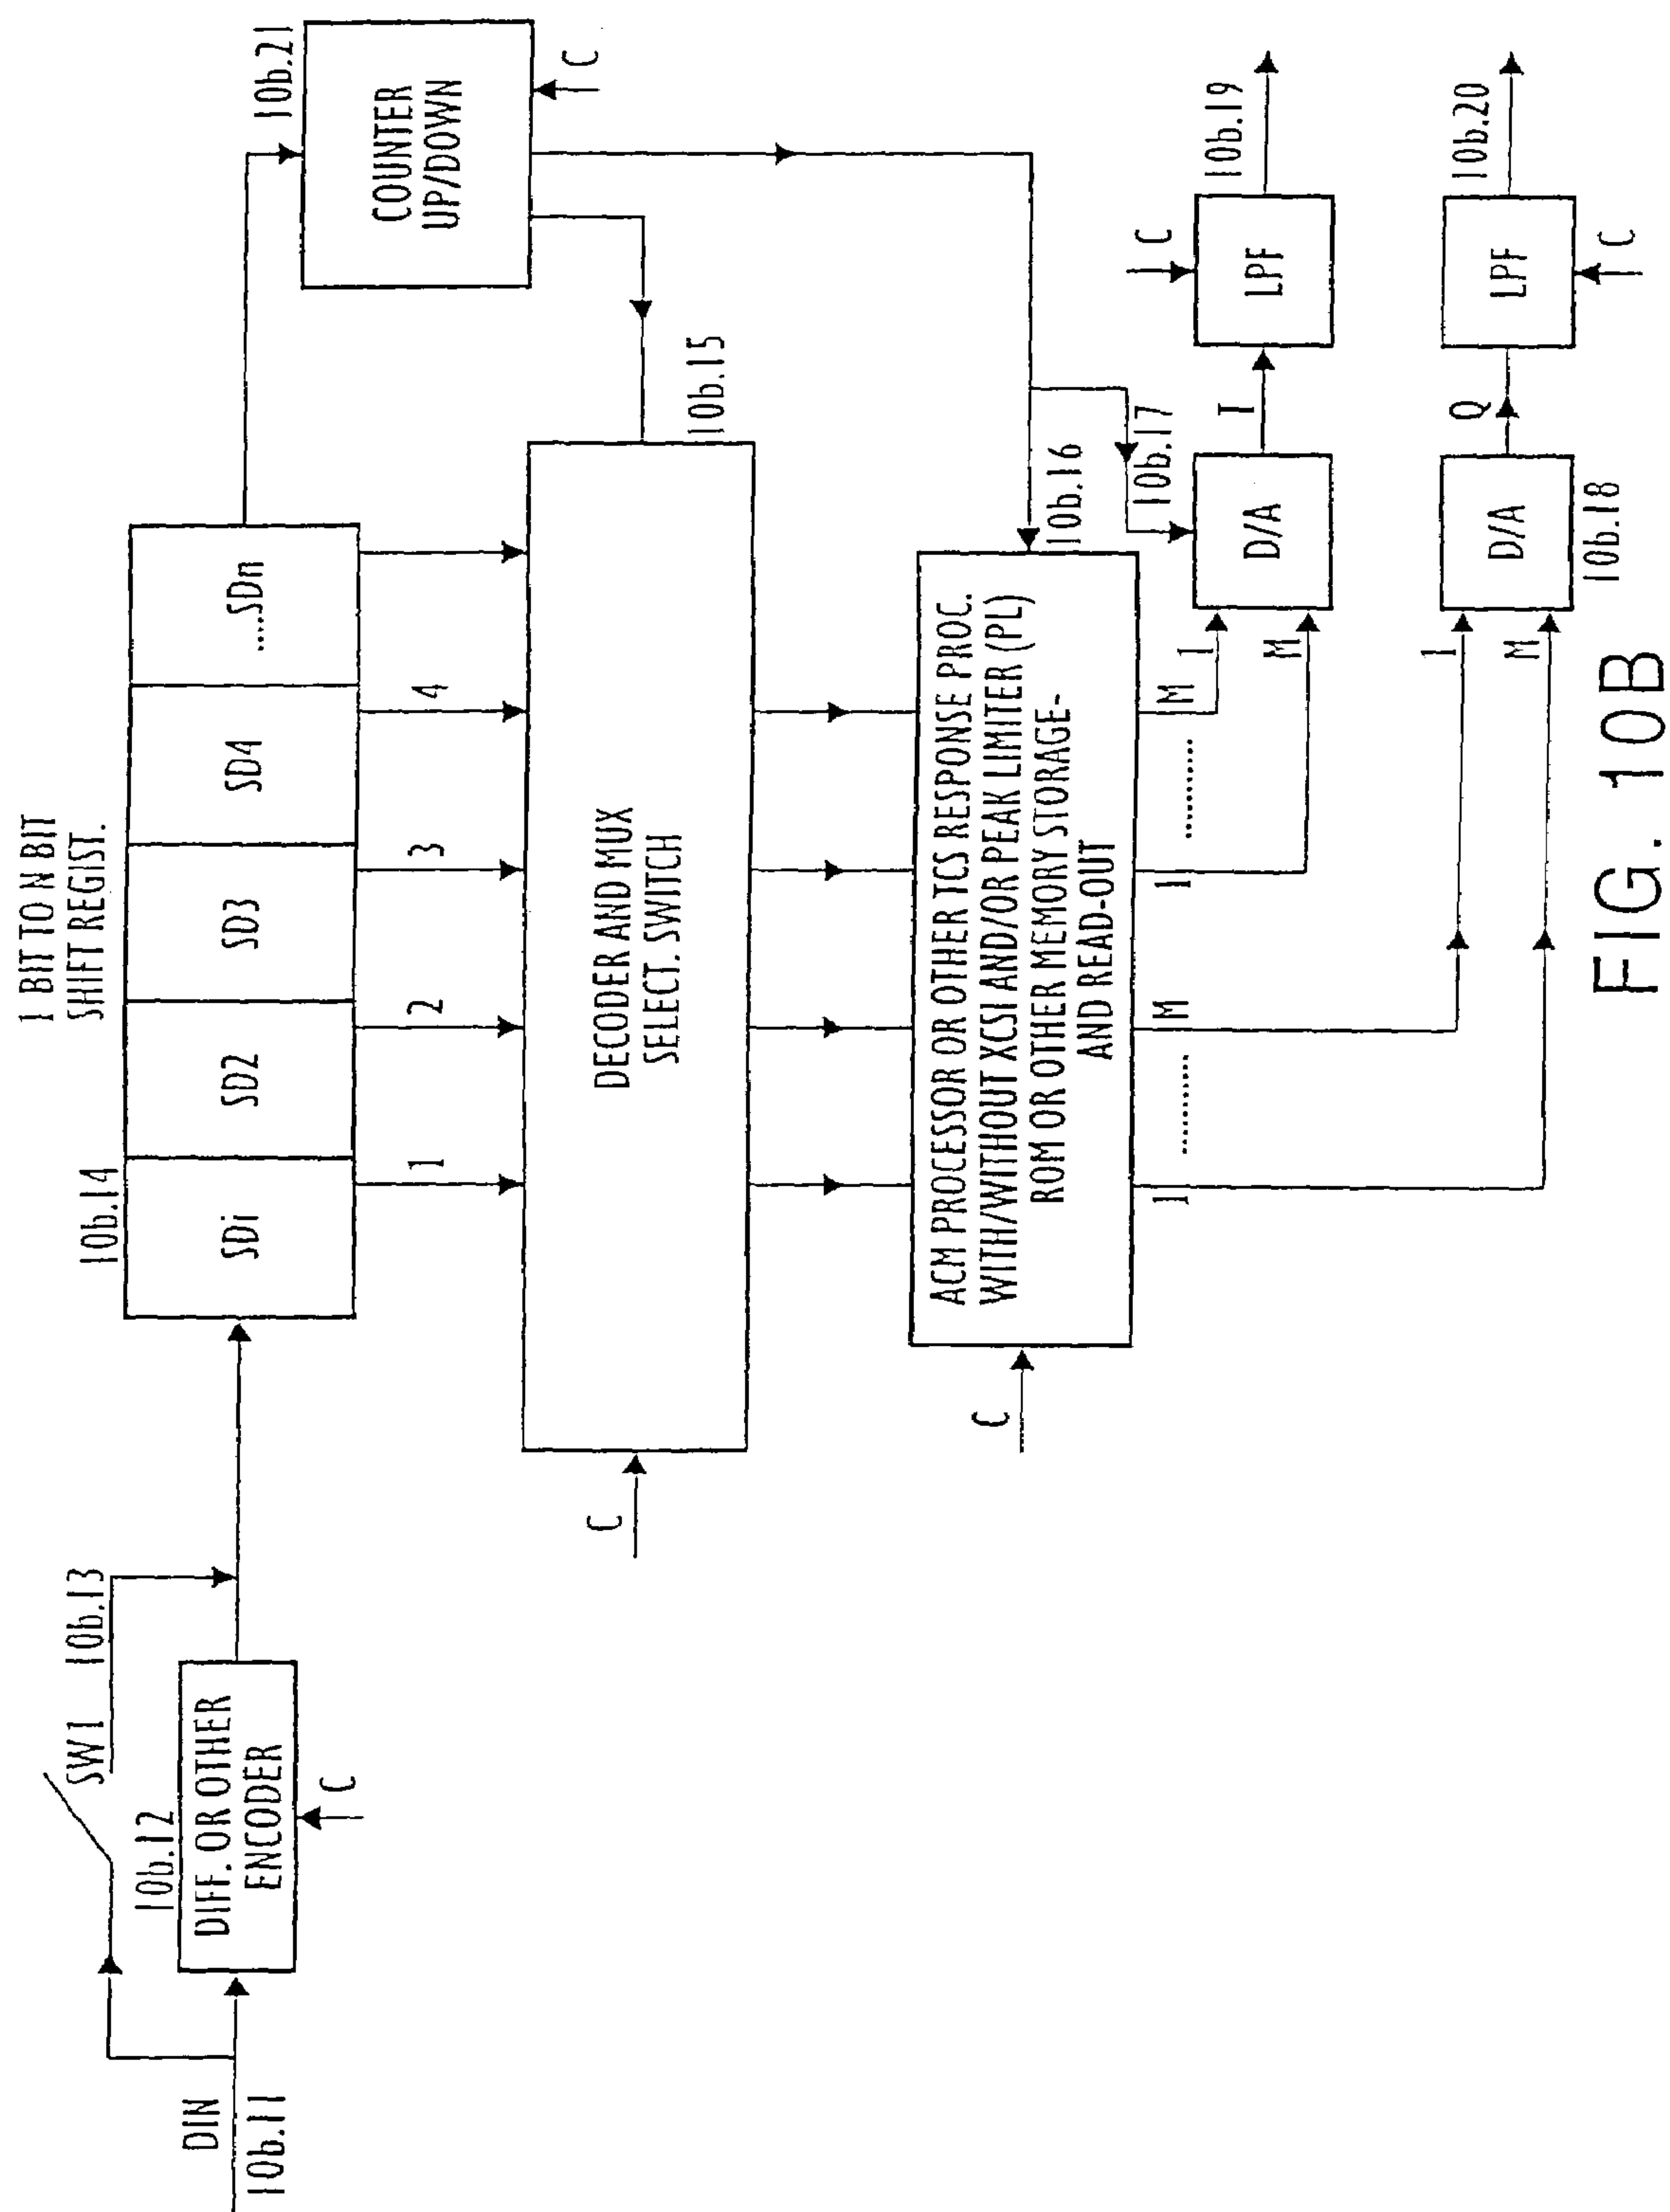 DIN
10b.11
SW1 10b.13
10b.12
DIFF. OR OTHER
ENCODER
C
1 BIT TO N BIT
SHIFT REGIST.
10b.14
SDi
SD2
SD3
SD4
.....SDn
10b.21
COUNTER
UP/DOWN
C
1
2
3
4
10b.15
DECODER AND MUX
SELECT. SWITCH
C
10b.16
ACM PROCESSOR OR OTHER TCS RESPONSE PROC.
WITH/WITHOUT XCSI AND/OR PEAK LIMITER (PL)
ROM OR OTHER MEMORY STORAGE-
AND READ-OUT
C
1 .......... M
1 .......... M
10b.17
1
M
D/A
I
C
LPF
10b.19
1
M
D/A
10b.18
Q
LPF
C
10b.20
FIG. 10B